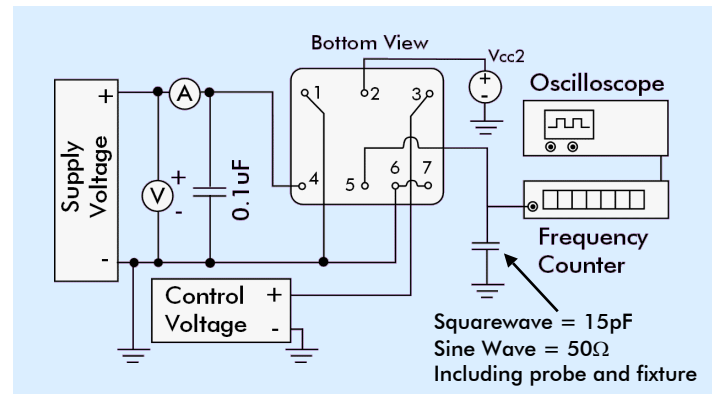 Bottom View
Vcc2
Oscilloscope
+
A
1
2
3
+
-
Supply
Voltage
V
+
-
0.1uF
4
5
6
7
-
Frequency
Counter
Control
Voltage
+
-
Squarewave = 15pF
Sine Wave = 50Ω
Including probe and fixture